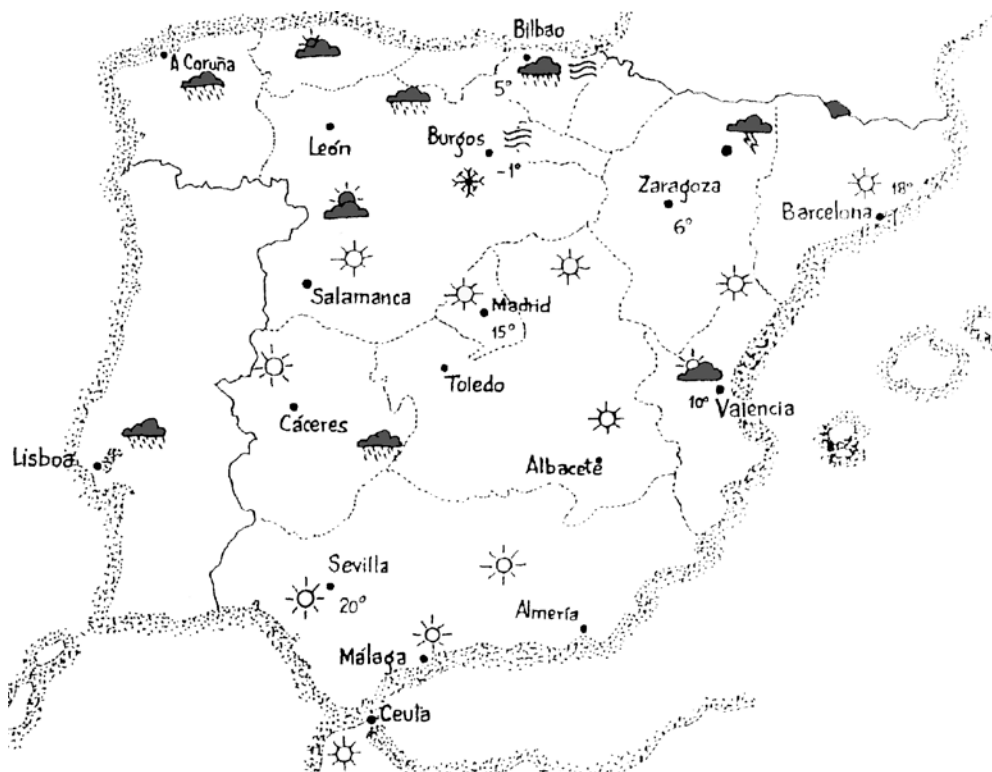 Bilbao
A Coruña
5°
León
Burgos
-1°
Zaragoza
6°
18°
Barcelona
Salamanca
Madrid
15°
Toledo
10°
Valencia
Cáceres
Lisboa
Albacete
Sevilla
20°
Almería
Málaga
Ceuta